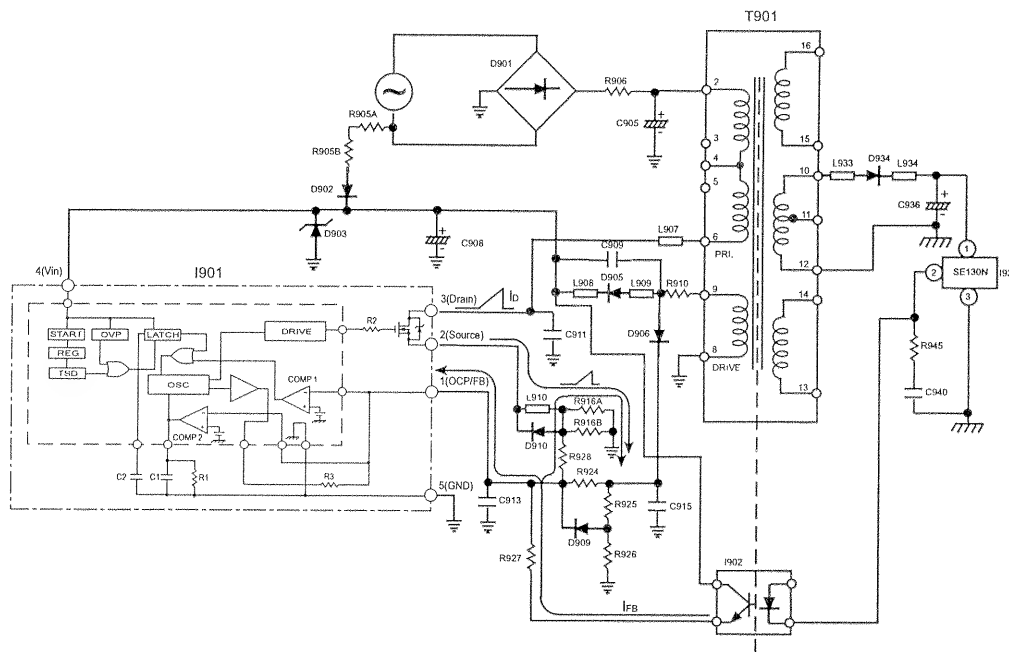 T901
16
D901
2
R906
+
C905
-
R905A
3
15
R905B
4
10
L933
D934
L934
5
+
D902
C936
-
11
D903
+
C908
-
L907
6
C909
PRI.
12
1
4(Vin)
I901
2
SE130N
L908
D905
L909
R910
9
14
3
3(Drain)
ID
START
OVP
LATCH
DRIVE
R2
D906
2(Source)
C911
REG
8
R945
TSD
DRIVE
OSC
COMP 1
1(OCP/FB)
13
C940
L910
R916A
R916B
COMP 2
D910
R928
C2
C1
R1
R3
R924
5(GND)
C913
R925
C915
D909
R927
R926
I902
IFB